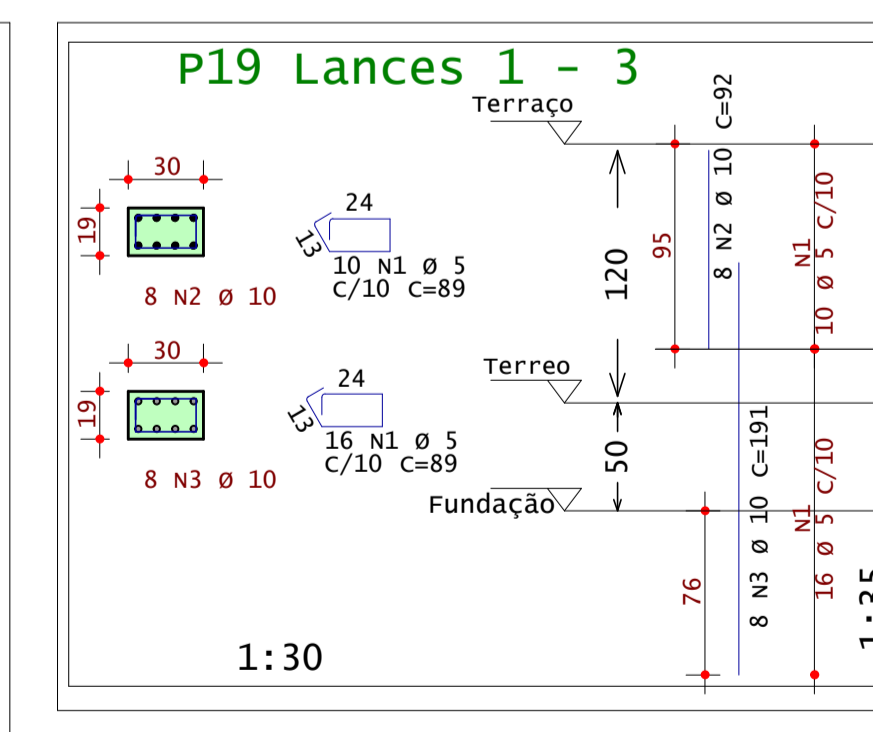 P19 Lances 1 - 3
Terraço
30
19
8 N2 Ø 10
24
13
10 N1 Ø 5
C/10 C=89
120
95
8 N2 Ø 10 C=92
N1
10 Ø 5 C/10
30
19
8 N3 Ø 10
24
13
16 N1 Ø 5
C/10 C=89
Terreo
50
Fundação
76
8 N3 Ø 10 C=191
N1
16 Ø 5 C/10
1:30